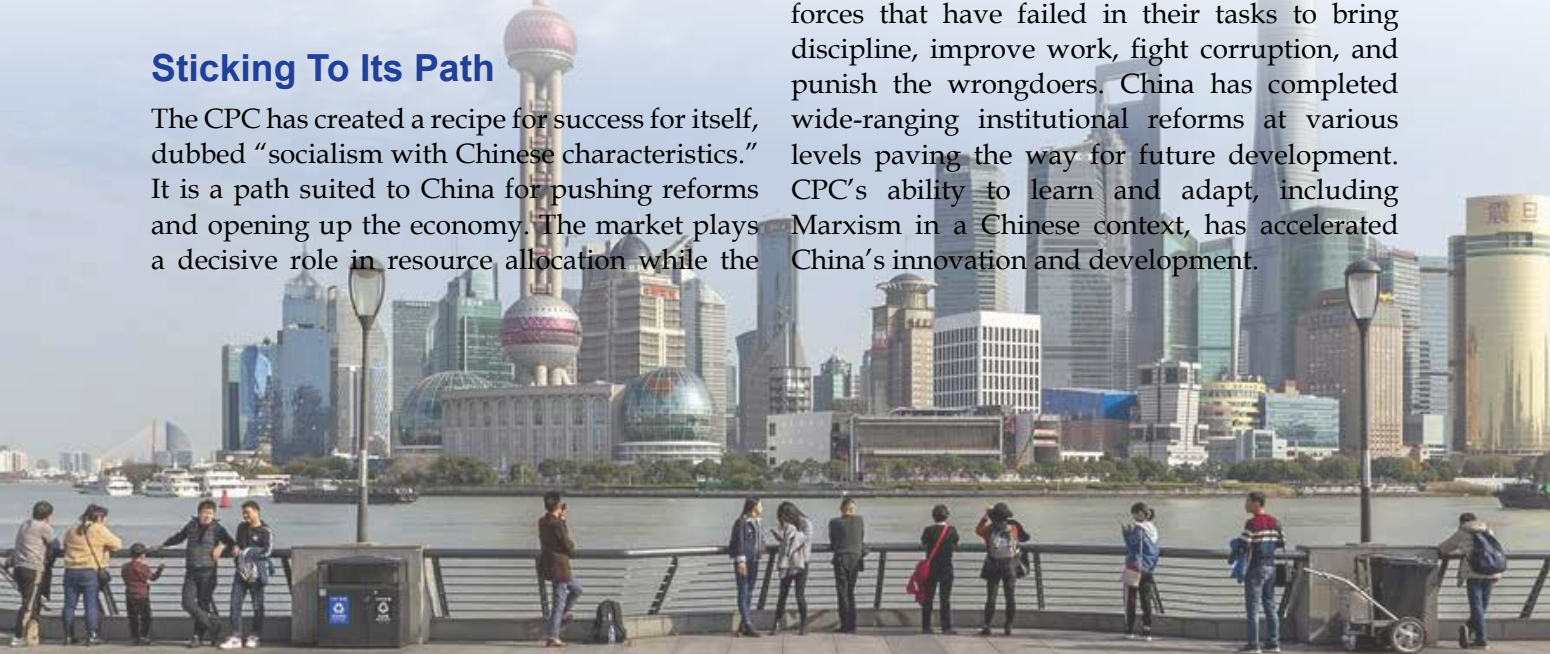 Sticking To Its Path
The CPC has created a recipe for success for itself,
dubbed “socialism with Chinese characteristics.”
It is a path suited to China for pushing reforms
and opening up the economy. The market plays
a decisive role in resource allocation while the
forces that have failed in their tasks to bring
discipline, improve work, fight corruption, and
punish the wrongdoers. China has completed
wide-ranging institutional reforms at various
levels paving the way for future development.
CPC’s ability to learn and adapt, including
Marxism in a Chinese context, has accelerated
China’s innovation and development.
震旦